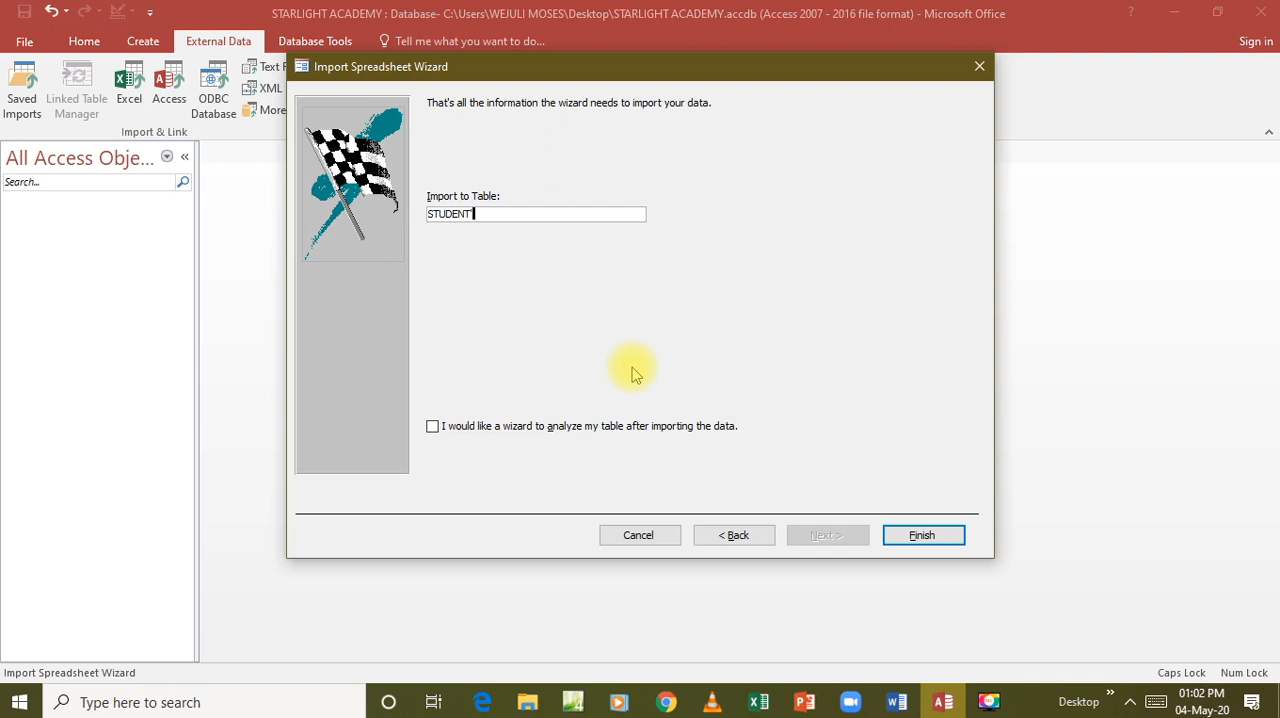 STARLIGHT ACADEMY : Database- C:\Users\WEJULI MOSES\Desktop\STARLIGHT ACADEMY.accdb (Access 2007 - 2016 file format) - Microsoft Office
File Home Create External Data Database Tools Tell me what you want to do... Sign in
Import Spreadsheet Wizard
Saved Imports
Linked Table Manager
Excel
Access
ODBC Database
Text F
XML
More
Import & Link
All Access Obje...
Search...
That's all the information the wizard needs to import your data.
Import to Table:
STUDENT'
I would like a wizard to analyze my table after importing the data.
Cancel
< Back
Next >
Finish
Import Spreadsheet Wizard
Caps Lock Num Lock
Type here to search
Desktop
01:02 PM
04-May-20